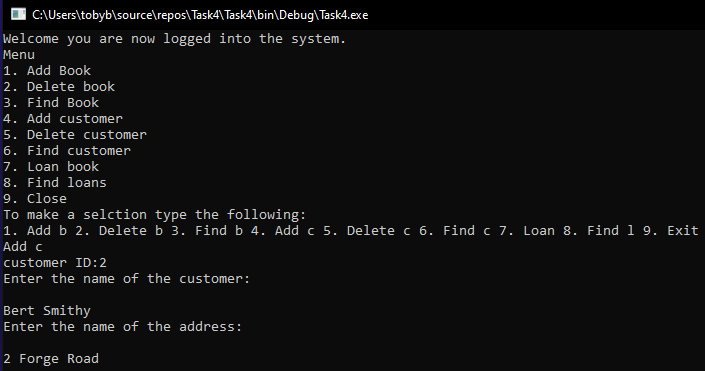 C:\Users\tobyb\source\repos\Task4\Task4\bin\Debug\Task4.exe
Welcome you are now logged into the system.
Menu
1. Add Book
2. Delete book
3. Find Book
4. Add customer
5. Delete customer
6. Find customer
7. Loan book
8. Find loans
9. Close
To make a selction type the following:
1. Add b 2. Delete b 3. Find b 4. Add c 5. Delete c 6. Find c 7. Loan 8. Find l 9. Exit
Add c
customer ID:2
Enter the name of the customer:
Bert Smithy
Enter the name of the address:
2 Forge Road